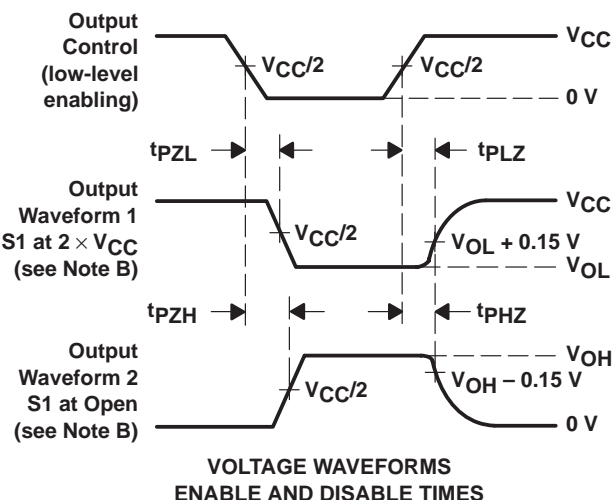 Output
Control
(low-level
enabling)
VCC
VCC/2
VCC/2
0 V
tPZL
tPLZ
Output
Waveform 1
S1 at 2 × VCC
(see Note B)
VCC
VCC/2
VOL + 0.15 V
VOL
tPZH
tPHZ
Output
Waveform 2
S1 at Open
(see Note B)
VOH
VCC/2
VOH – 0.15 V
0 V
VOLTAGE WAVEFORMS
ENABLE AND DISABLE TIMES